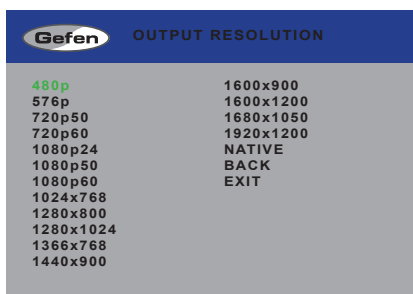 Gefen OUTPUT RESOLUTION
480p
576p
720p50
720p60
1080p24
1080p50
1080p60
1024x768
1280x800
1280x1024
1366x768
1440x900
1600x900
1600x1200
1680x1050
1920x1200
NATIVE
BACK
EXIT